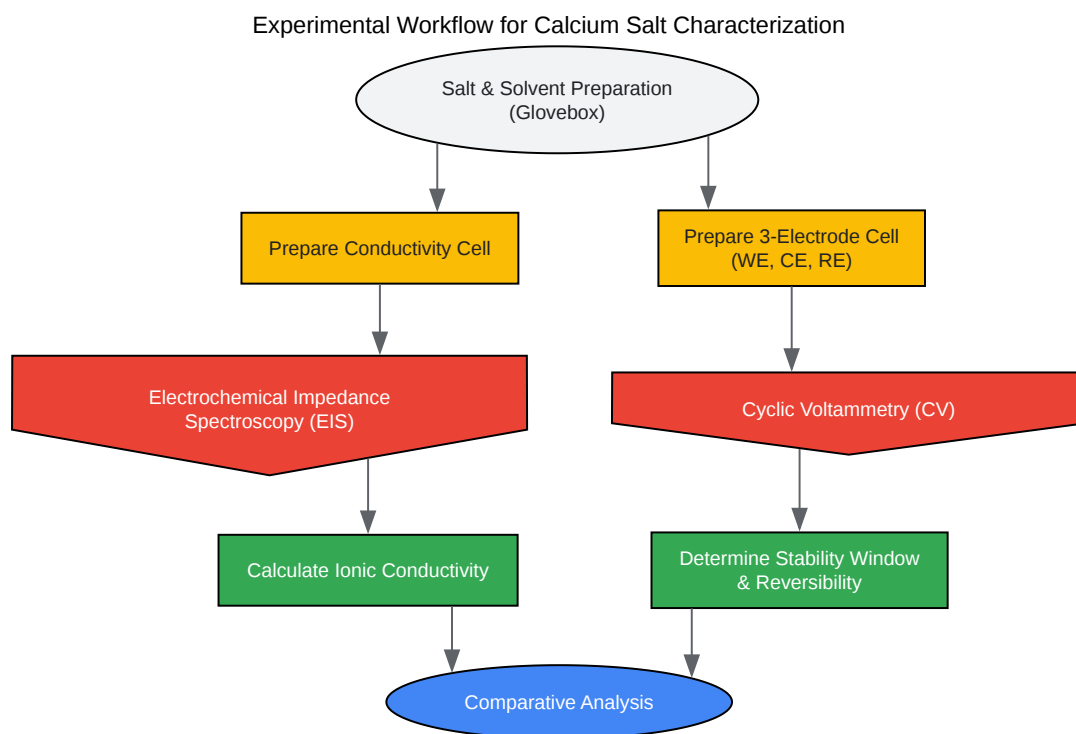 Experimental Workflow for Calcium Salt Characterization
Salt & Solvent Preparation
(Glovebox)
Prepare Conductivity Cell
Prepare 3-Electrode Cell
(WE, CE, RE)
Electrochemical Impedance
Spectroscopy (EIS)
Cyclic Voltammetry (CV)
Calculate Ionic Conductivity
Determine Stability Window
& Reversibility
Comparative Analysis